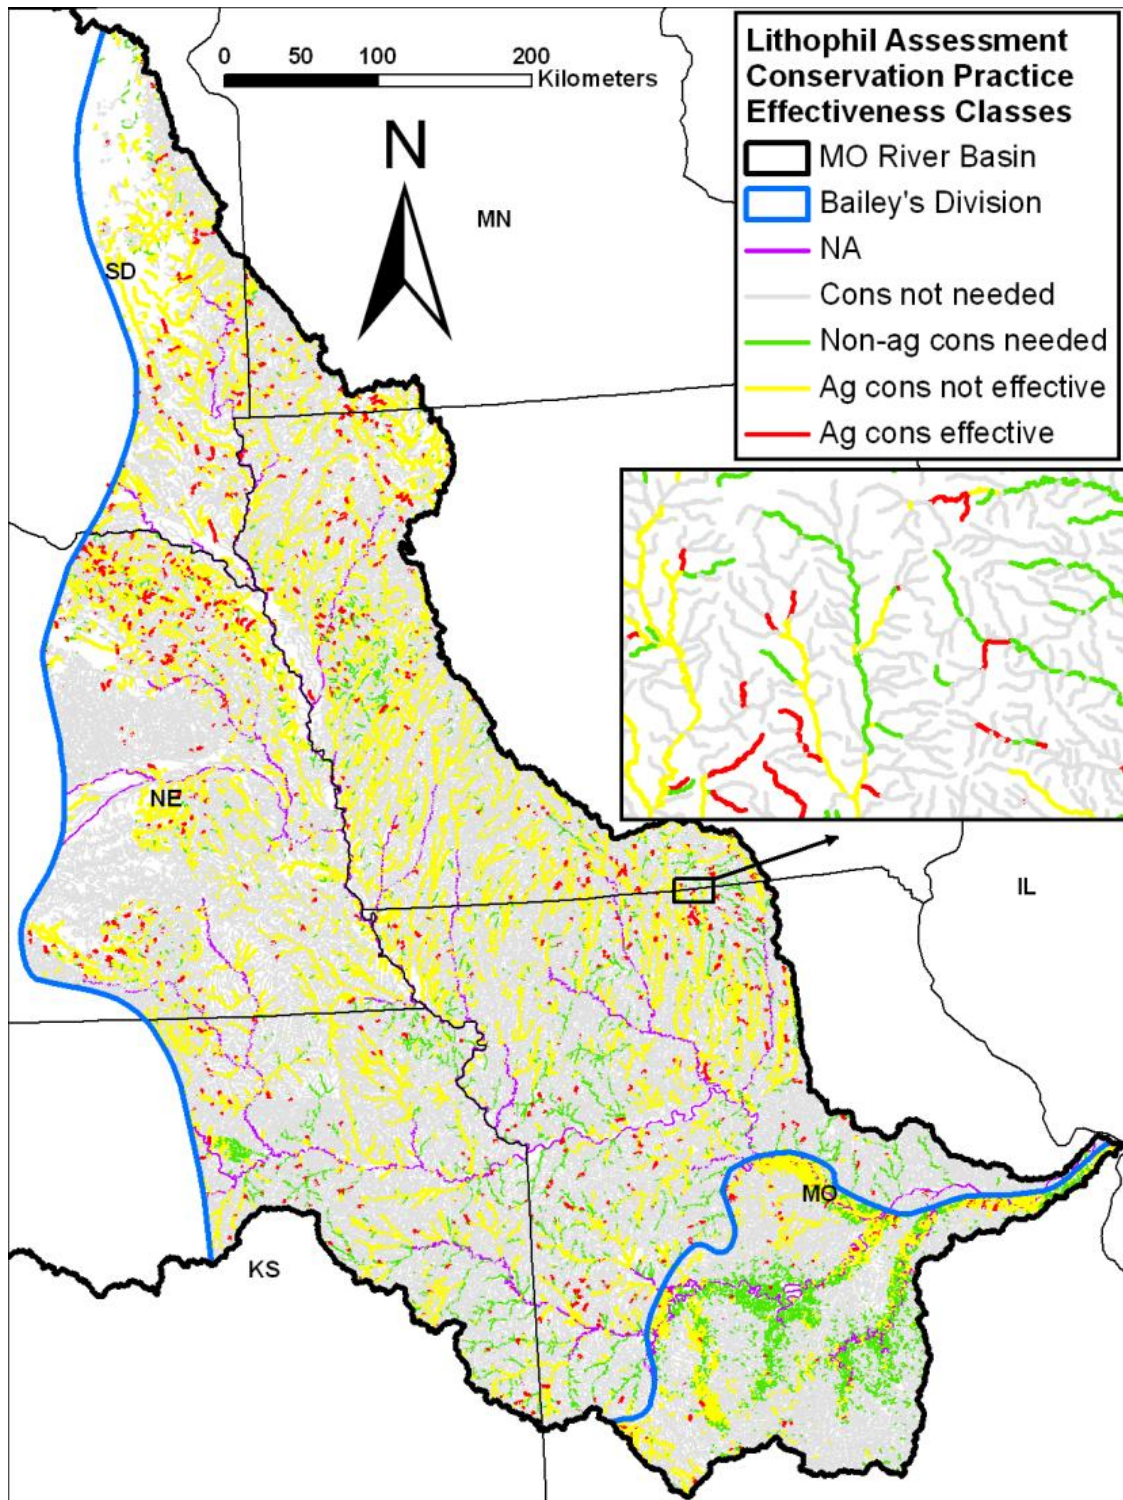 0 50 100 200
Kilometers
Lithophil Assessment
Conservation Practice
Effectiveness Classes
MO River Basin
Bailey's Division
NA
Cons not needed
Non-ag cons needed
Ag cons not effective
Ag cons effective
N
MN
SD
NE
IL
MO
KS